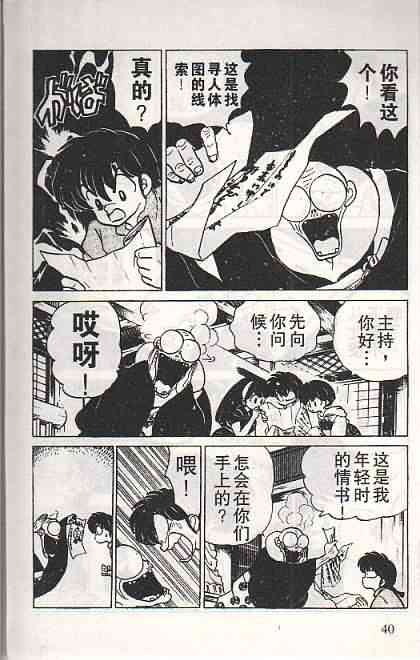 你看这
个！
这是找
寻人体
图的线
索！
真的？
主持，
你好…
先向
你问
候…
哎呀！
这是我
年轻时
的情书！
怎会在你们
手上的？
喂！
40